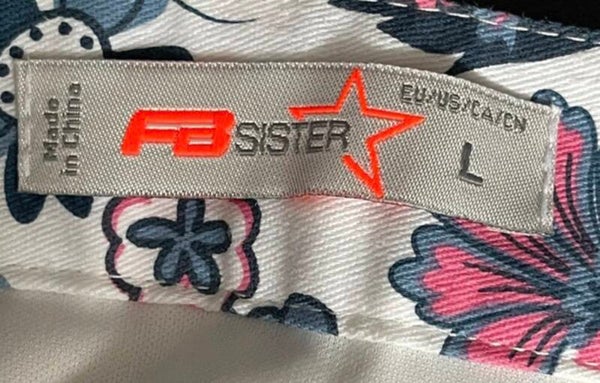 Made
in China
FB SISTER
EU/US/CA/CN
L